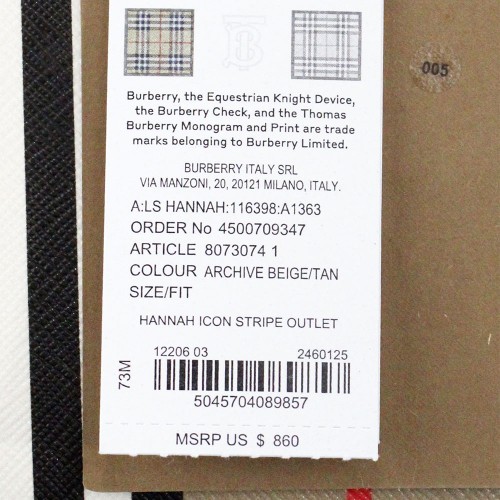 005
Burberry, the Equestrian Knight Device,
the Burberry Check, and the Thomas
Burberry Monogram and Print are trade
marks belonging to Burberry Limited.
BURBERRY ITALY SRL
VIA MANZONI, 20, 20121 MILANO, ITALY.
A:LS HANNAH:116398:A1363
ORDER No 4500709347
ARTICLE 8073074 1
COLOUR ARCHIVE BEIGE/TAN
SIZE/FIT
HANNAH ICON STRIPE OUTLET
12206 03 2460125
73M
5045704089857
MSRP US $ 860